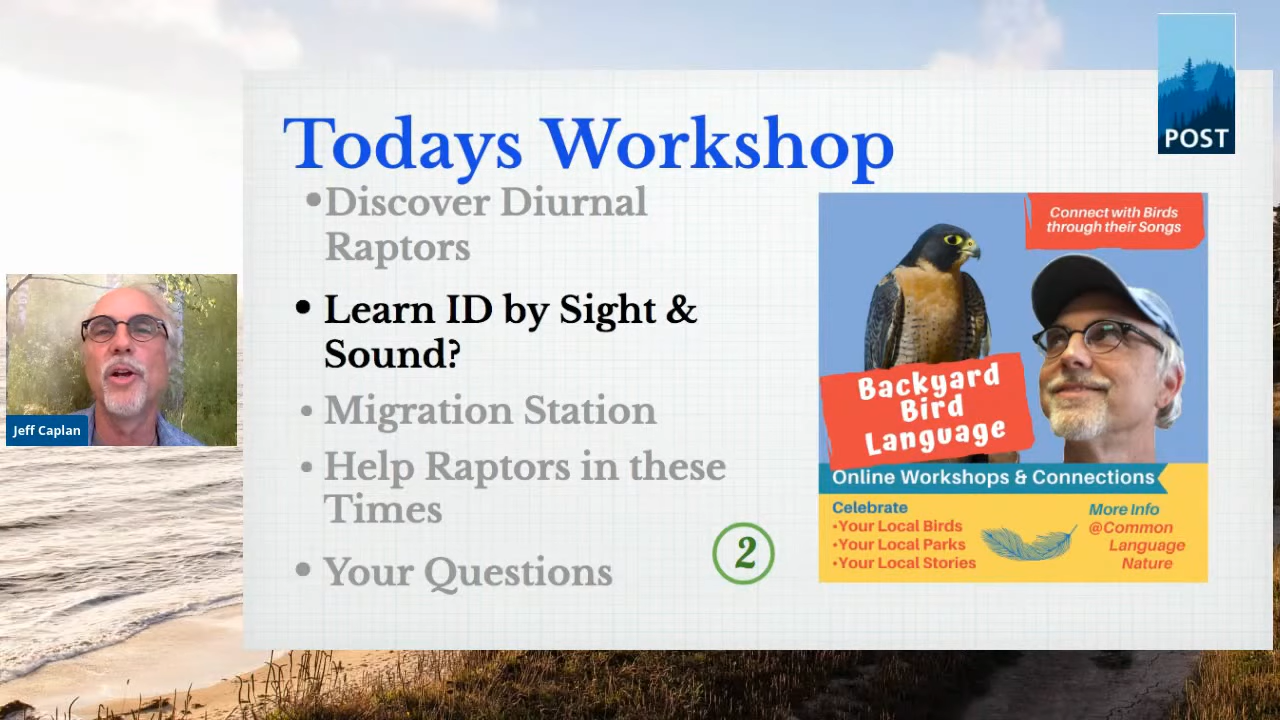 POST
Todays Workshop
•Discover Diurnal
Raptors
• Learn ID by Sight &
Sound?
• Migration Station
• Help Raptors in these
Times
• Your Questions
2
Connect with Birds
through their Songs
Backyard
Bird
Language
Online Workshops & Connections
Celebrate
•Your Local Birds
•Your Local Parks
•Your Local Stories
More Info
@Common
Language
Nature
Jeff Caplan